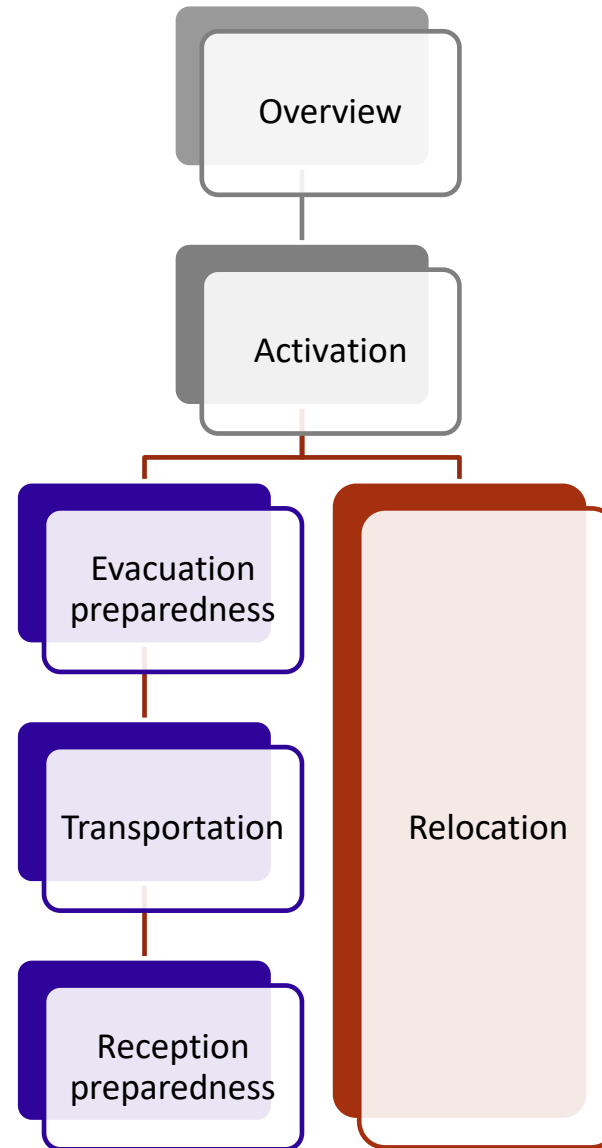 Overview
Activation
Evacuation
preparedness
Transportation
Relocation
Reception
preparedness